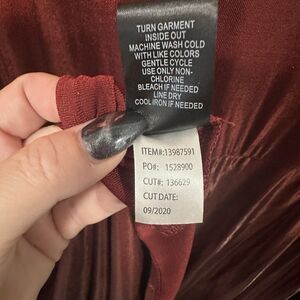 TURN GARMENT
INSIDE OUT
MACHINE WASH COLD
WITH LIKE COLORS
GENTLE CYCLE
USE ONLY NON-
CHLORINE
BLEACH IF NEEDED
LINE DRY
COOL IRON IF NEEDED
ITEM#:13987591
PO#: 1528900
CUT#: 136629
CUT DATE:
09/2020